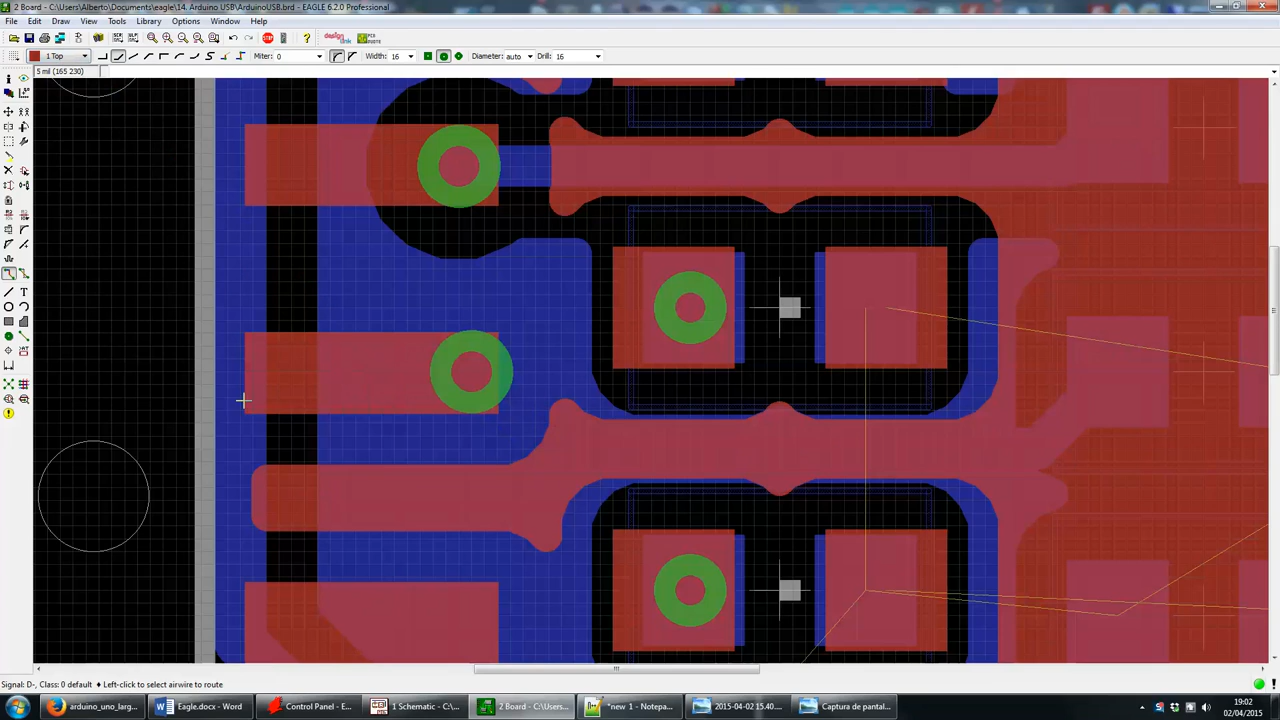 2 Board - C:\Users\Alberto\Documents\eagle\14. Arduino USB\ArduinoUSB.brd - EAGLE 6.2.0 Professional
File Edit Draw View Tools Library Options Window Help
1 Top Miter: 0 Width: 16 Diameter: auto Drill: 16
5 mil (165 230)
Signal: D-, Class: 0 default ♦ Left-click to select airwire to route
arduino_uno_larg... Eagle.docx - Word Control Panel - E... 1 Schematic - C:\... 2 Board - C:\Users... *new 1 - Notepa... 2015-04-02 15.40.... Captura de pantal...
19:02
02/04/2015